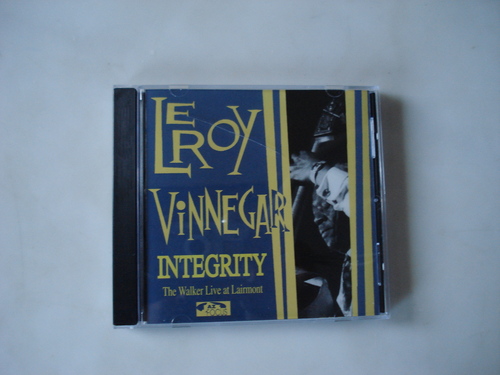 LEROY
ViNNEGAR
INTEGRITY
The Walker Live at Lairmont